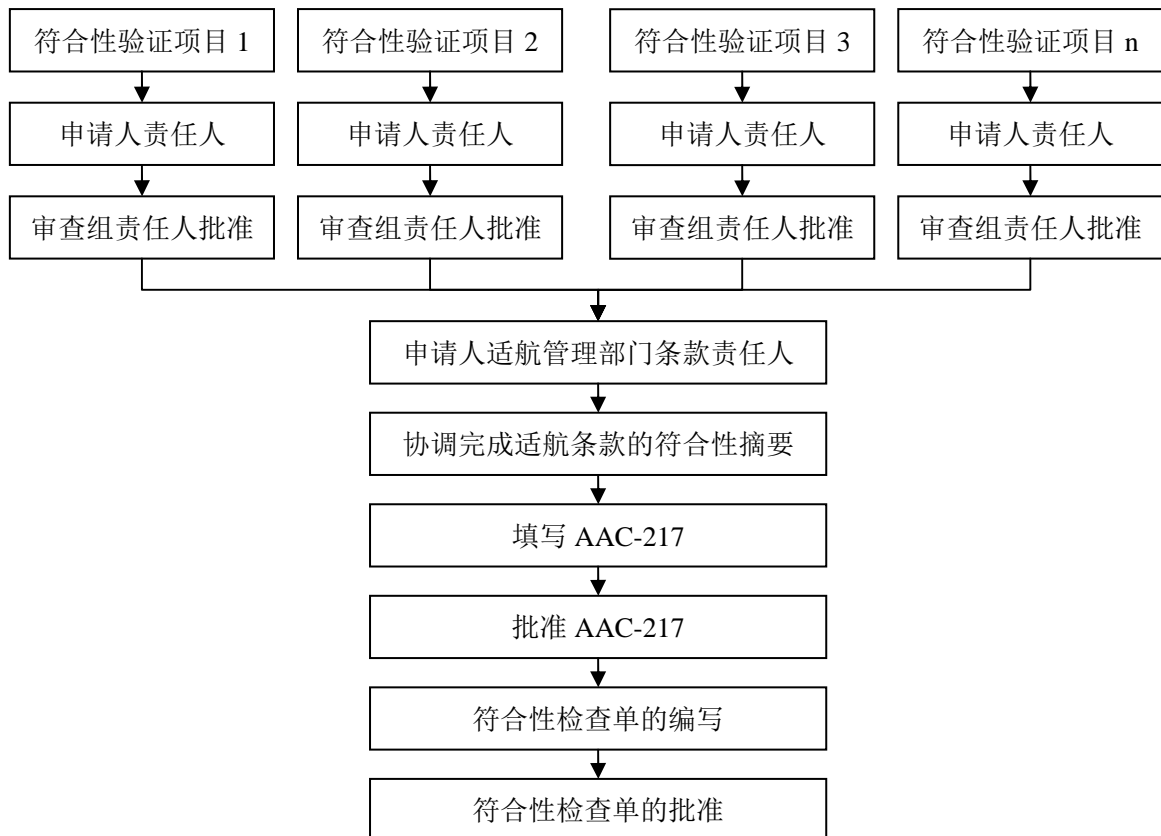 符合性验证项目 1
符合性验证项目 2
符合性验证项目 3
符合性验证项目 n
申请人责任人
申请人责任人
申请人责任人
申请人责任人
审查组责任人批准
审查组责任人批准
审查组责任人批准
审查组责任人批准
申请人适航管理部门条款责任人
协调完成适航条款的符合性摘要
填写 AAC-217
批准 AAC-217
符合性检查单的编写
符合性检查单的批准